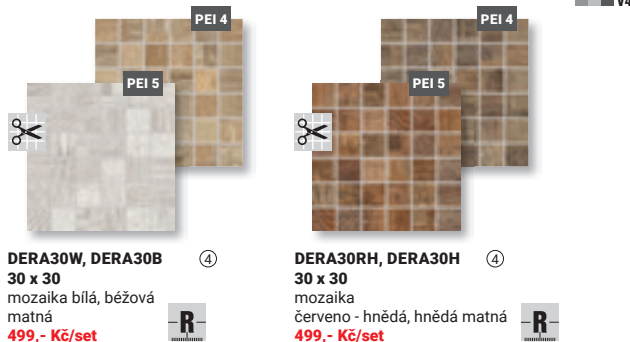 V4
PEI 4
PEI 5
PEI 4
PEI 5
DERA30W, DERA30B ④
30 x 30
mozaika bílá, béžová
matná
499,- Kč/set
R
DERA30RH, DERA30H ④
30 x 30
mozaika
červeno - hnědá, hnědá matná
499,- Kč/set
R